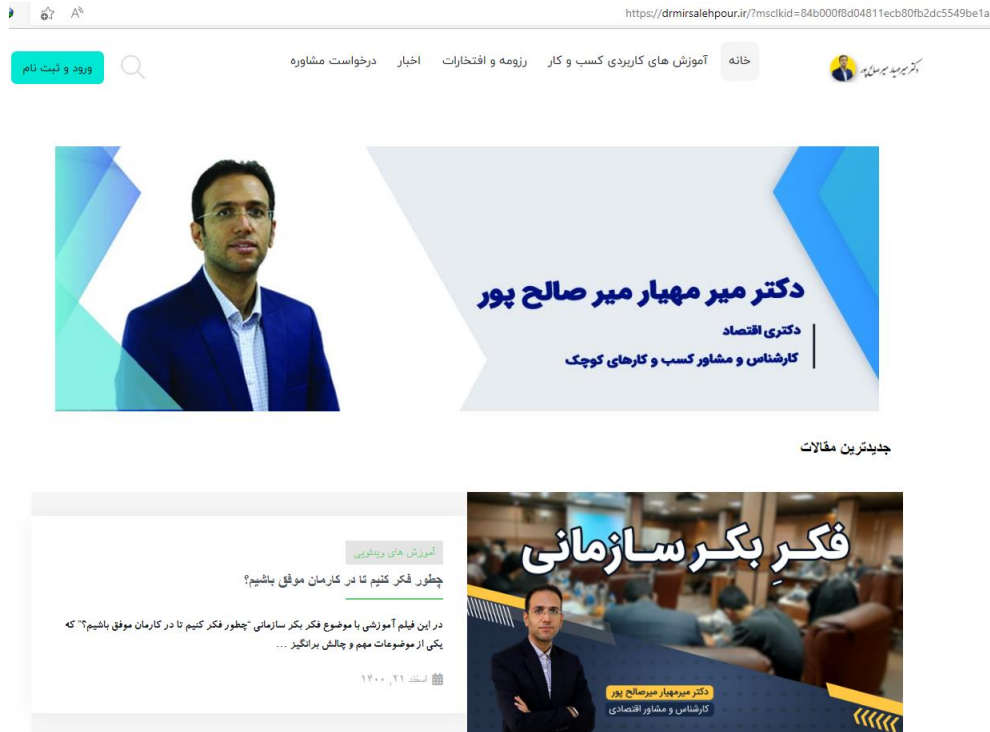 https://drmirsalehpour.ir/?msclkid=84b000f8d04811ecb80fb2dc5549be1a
خانه
آموزش های کاربردی کسب و کار
رزومه و افتخارات
اخبار
درخواست مشاوره
ورود و ثبت نام
دکتر میر مهیار میر صالح پور
دکتری اقتصاد
کارشناس و مشاور کسب و کارهای کوچک
جدیدترین مقالات
فکرِ بکر سازمانی
دکتر میرمهیار میرصالح پور
کارشناس و مشاور اقتصادی
آموزش های ویدئویی
چطور فکر کنیم تا در کارمان موفق باشیم؟
در این فیلم آموزشی با موضوع فکر بکر سازمانی "چطور فکر کنیم تا در کارمان موفق باشیم؟" که
یکی از موضوعات مهم و چالش برانگیز ...
اسفند ۲۱, ۱۴۰۰